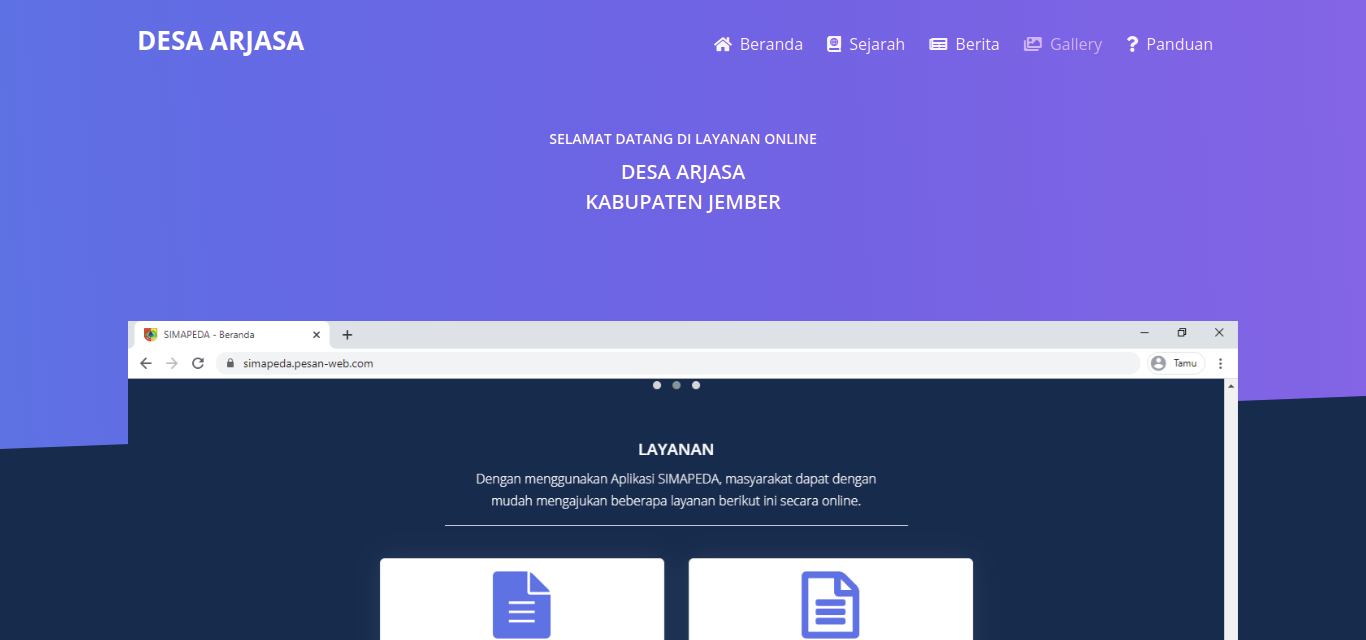 DESA ARJASA
Beranda Sejarah Berita Gallery Panduan
SELAMAT DATANG DI LAYANAN ONLINE
DESA ARJASA
KABUPATEN JEMBER
SIMAPEDA - Beranda
simapeda.pesan-web.com
Tamu
LAYANAN
Dengan menggunakan Aplikasi SIMAPEDA, masyarakat dapat dengan
mudah mengajukan beberapa layanan berikut ini secara online.